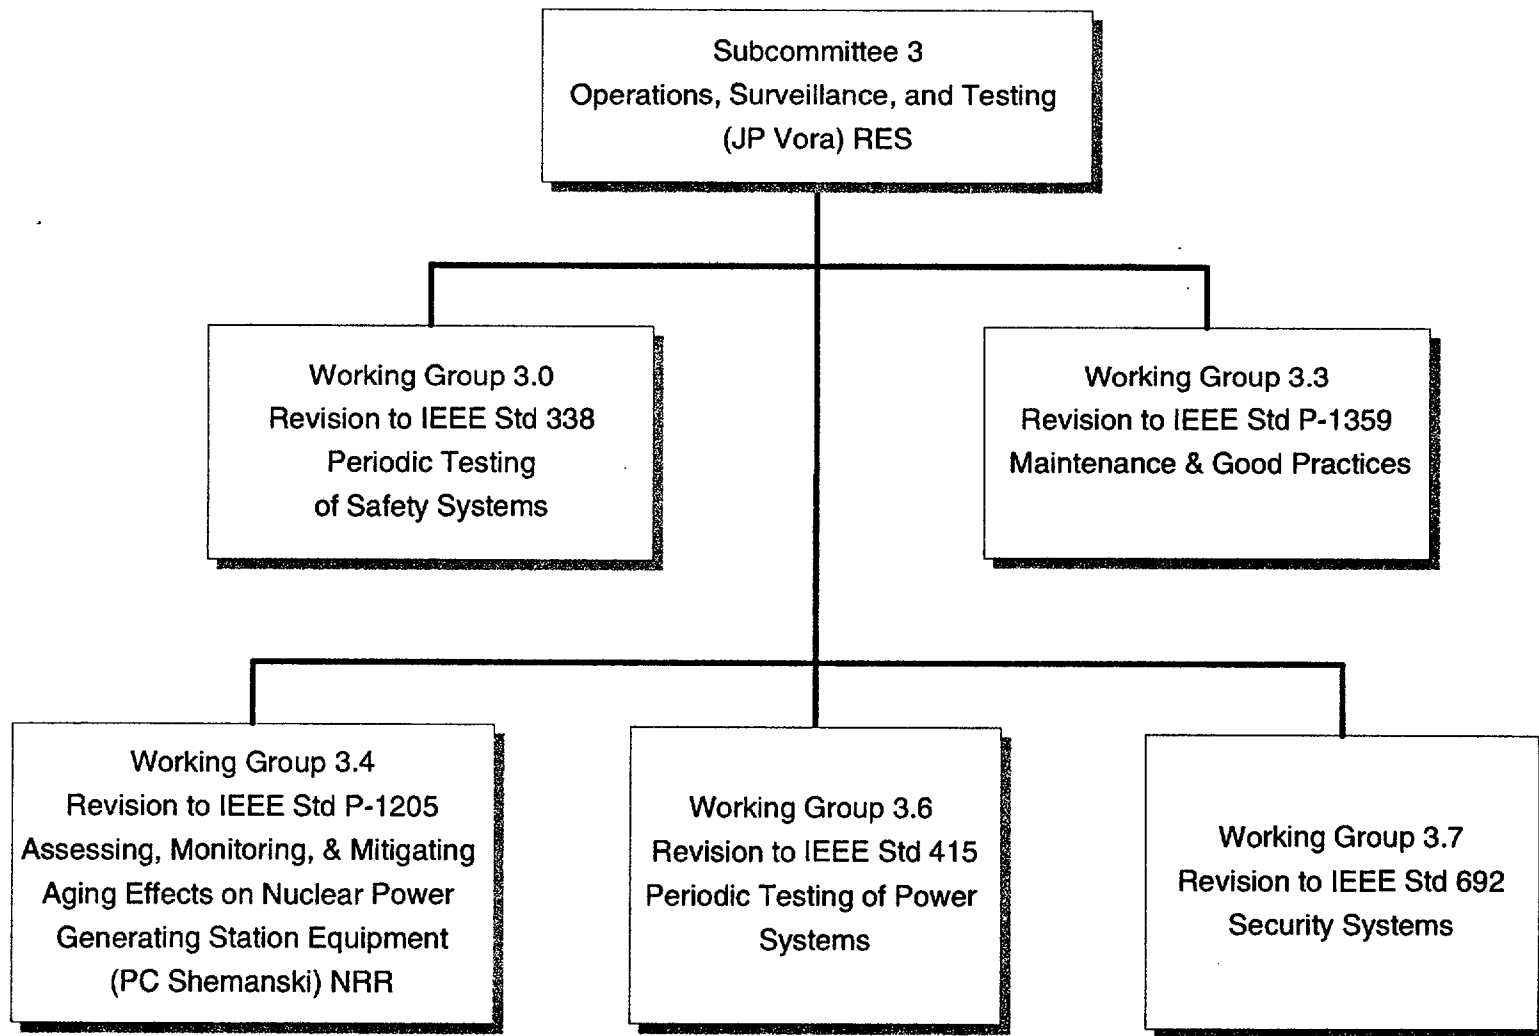 Subcommittee 3
Operations, Surveillance, and Testing
(JP Vora) RES
Working Group 3.0
Revision to IEEE Std 338
Periodic Testing
of Safety Systems
Working Group 3.3
Revision to IEEE Std P-1359
Maintenance & Good Practices
Working Group 3.4
Revision to IEEE Std P-1205
Assessing, Monitoring, & Mitigating
Aging Effects on Nuclear Power
Generating Station Equipment
(PC Shemanski) NRR
Working Group 3.6
Revision to IEEE Std 415
Periodic Testing of Power
Systems
Working Group 3.7
Revision to IEEE Std 692
Security Systems